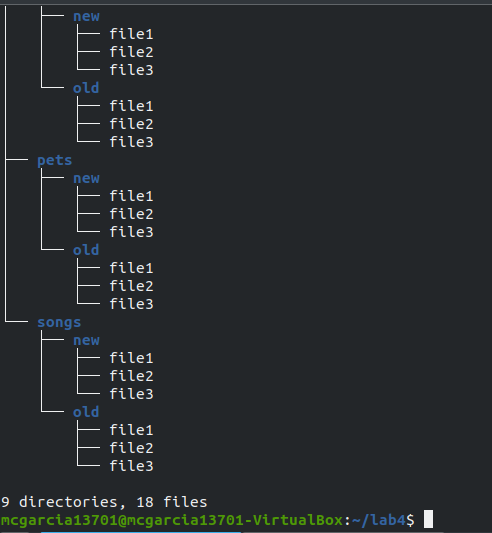 new
file1
file2
file3
old
file1
file2
file3
pets
new
file1
file2
file3
old
file1
file2
file3
songs
new
file1
file2
file3
old
file1
file2
file3
9 directories, 18 files
mcgarcia13701@mcgarcia13701-VirtualBox:~/lab4$